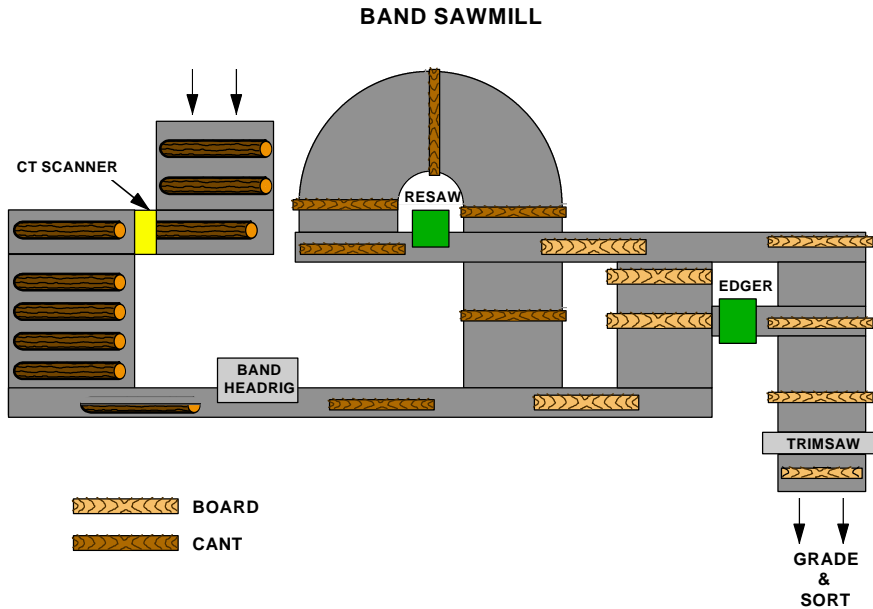 BAND SAWMILL
CT SCANNER
RESAW
EDGER
BAND
HEADRIG
TRIMSAW
BOARD
CANT
GRADE
&
SORT